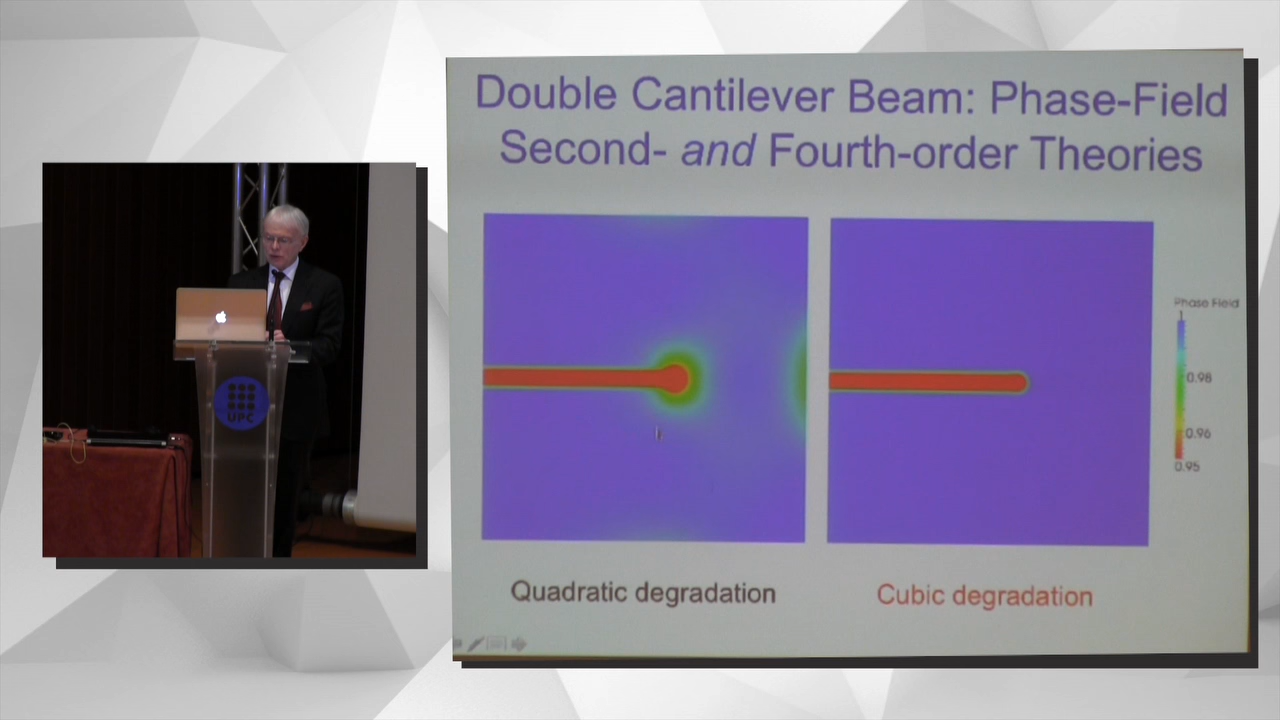 Double Cantilever Beam: Phase-Field
Second- and Fourth-order Theories
Phase Field
1
0.98
0.96
0.95
Quadratic degradation
Cubic degradation
UPC